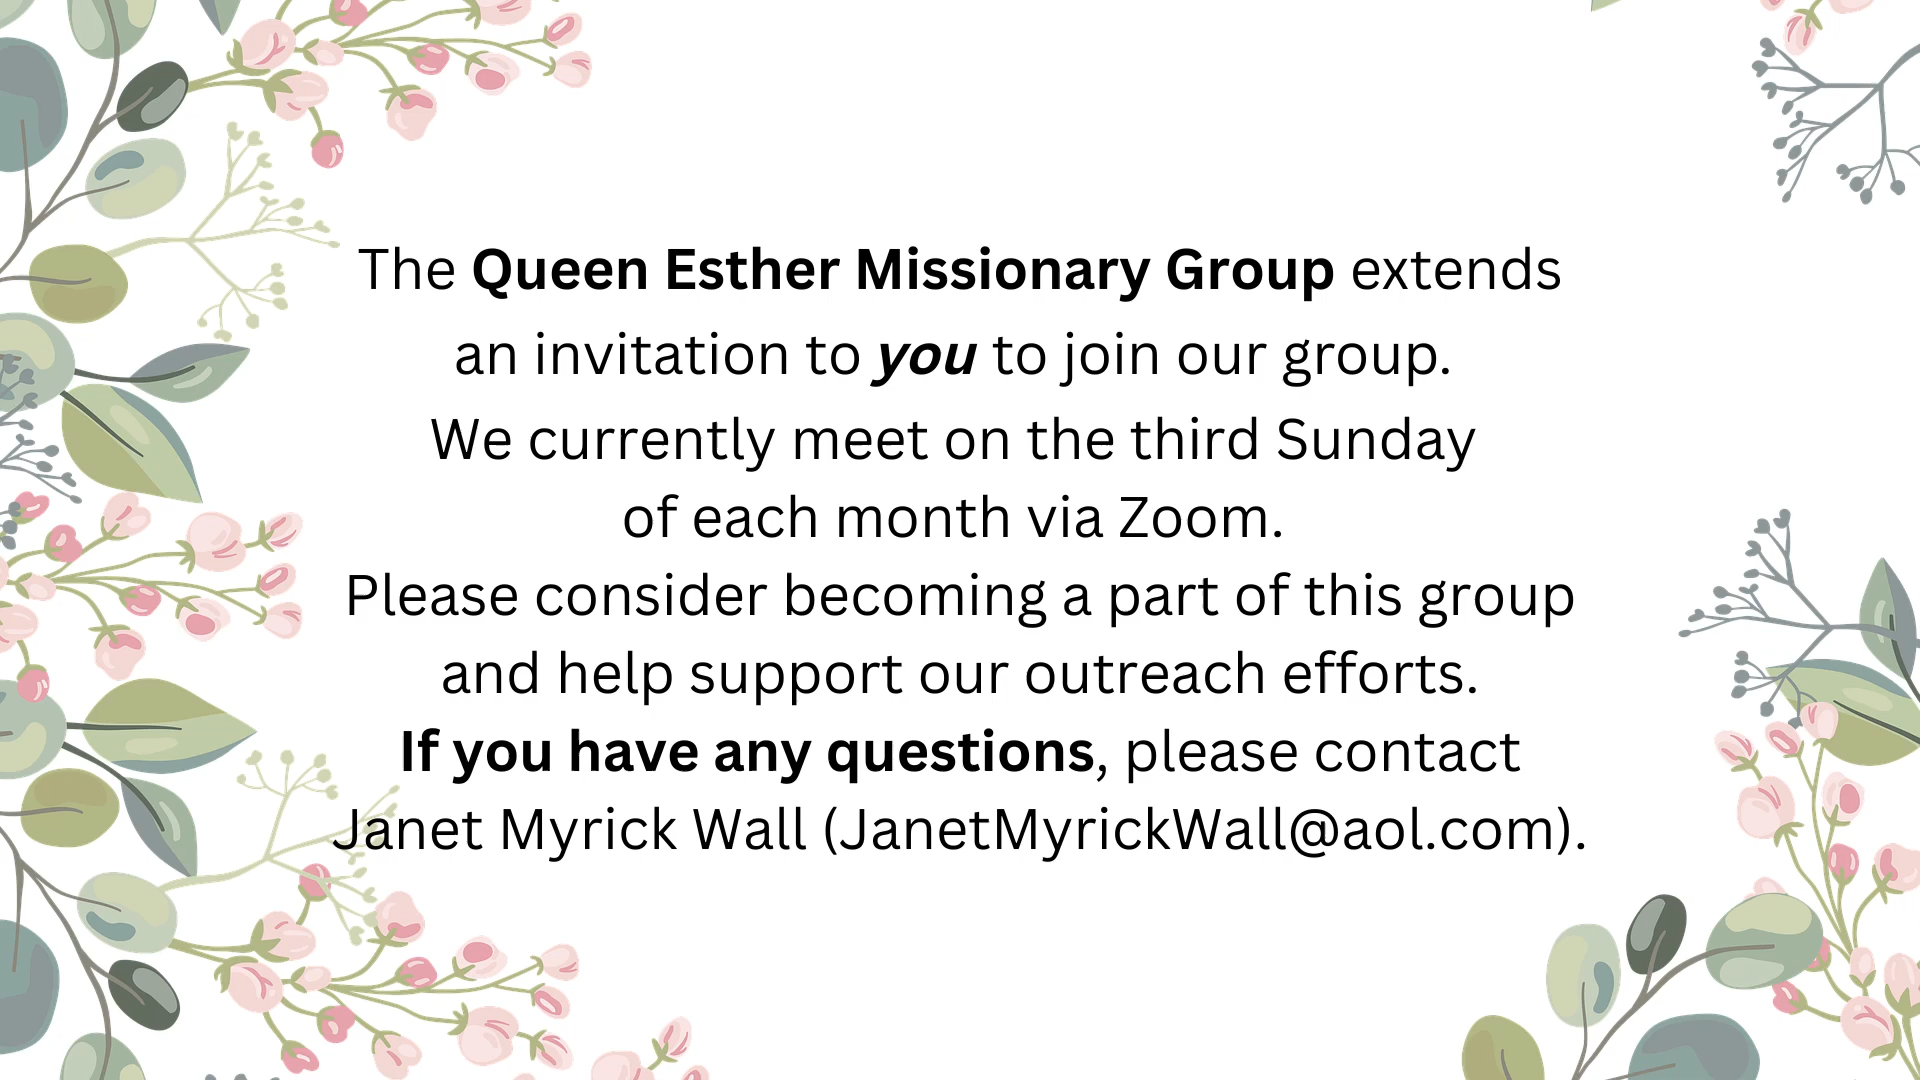 The Queen Esther Missionary Group extends
an invitation to you to join our group.
We currently meet on the third Sunday
of each month via Zoom.
Please consider becoming a part of this group
and help support our outreach efforts.
If you have any questions, please contact
Janet Myrick Wall (JanetMyrickWall@aol.com).